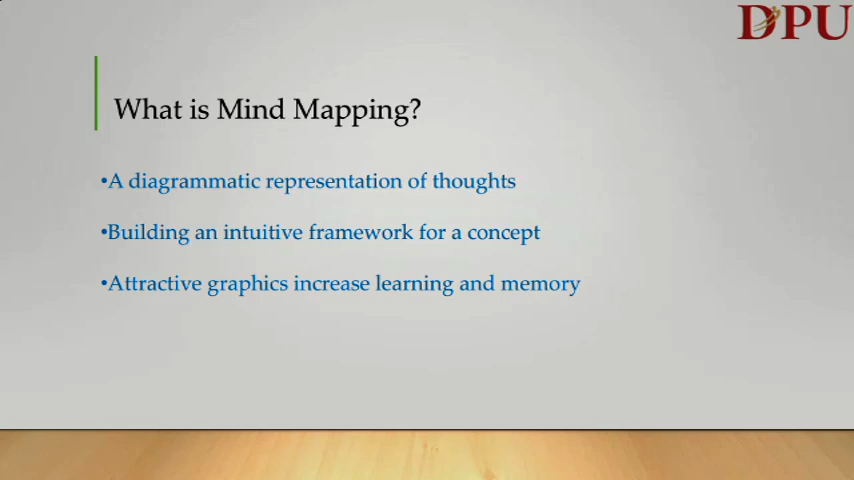 DPU
What is Mind Mapping?
•A diagrammatic representation of thoughts
•Building an intuitive framework for a concept
•Attractive graphics increase learning and memory